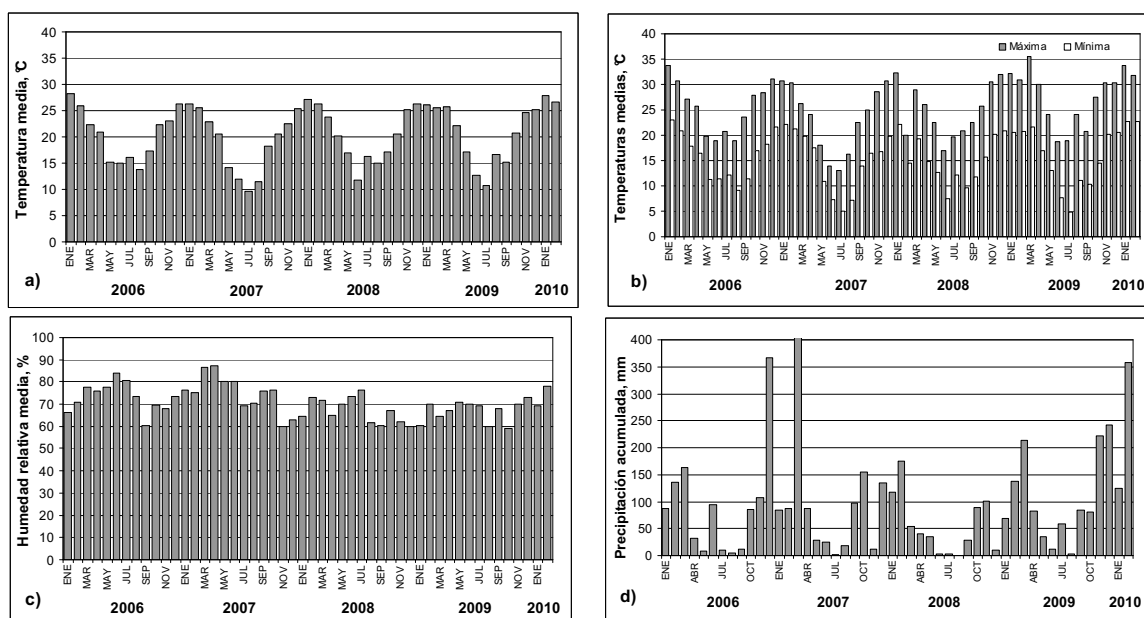 Temperatura media, °C
40
35
30
25
20
15
10
5
0
ENE MAR MAY JUL SEP NOV ENE MAR MAY JUL SEP NOV ENE MAR MAY JUL SEP NOV ENE MAR MAY JUL SEP NOV ENE
a)
2006 2007 2008 2009 2010
Temperaturas medias, °C
40
35
30
25
20
15
10
5
0
Máxima Mínima
ENE MAR MAY JUL SEP NOV ENE MAR MAY JUL SEP NOV ENE MAR MAY JUL SEP NOV ENE MAR MAY JUL SEP NOV ENE
b)
2006 2007 2008 2009 2010
Humedad relativa media, %
100
90
80
70
60
50
40
30
20
10
0
ENE MAR MAY JUL SEP NOV ENE MAR MAY JUL SEP NOV ENE MAR MAY JUL SEP NOV ENE MAR MAY JUL SEP NOV ENE
c)
2006 2007 2008 2009 2010
Precipitación acumulada, mm
400
350
300
250
200
150
100
50
0
ENE ABR JUL OCT ENE ABR JUL OCT ENE ABR JUL OCT ENE ABR JUL OCT ENE
d)
2006 2007 2008 2009 2010